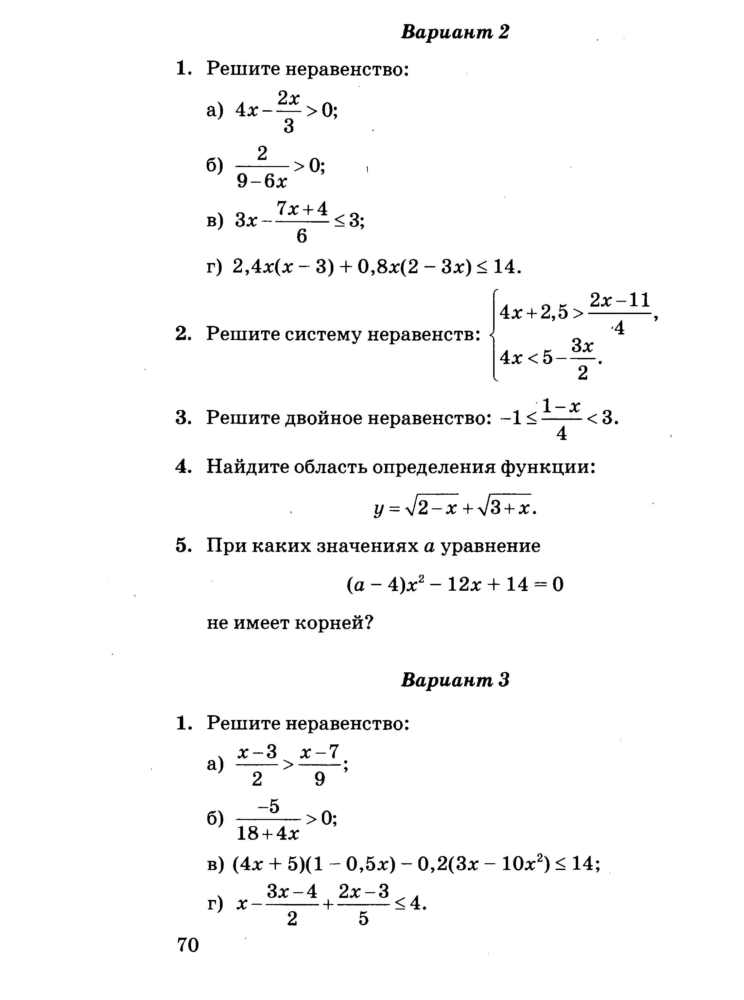 Вариант 2
1. Решите неравенство:
а) 4x − 2x/3 > 0;
б) 2/(9 − 6x) > 0;
в) 3x − (7x + 4)/6 ≤ 3;
г) 2,4x(x − 3) + 0,8x(2 − 3x) ≤ 14.
2. Решите систему неравенств: { 4x + 2,5 > (2x − 11)/4,
4x < 5 − 3x/2.
3. Решите двойное неравенство: −1 ≤ (1 − x)/4 < 3.
4. Найдите область определения функции:
y = √(2 − x) + √(3 + x).
5. При каких значениях a уравнение
(a − 4)x² − 12x + 14 = 0
не имеет корней?
Вариант 3
1. Решите неравенство:
а) (x − 3)/2 > (x − 7)/9;
б) −5/(18 + 4x) > 0;
в) (4x + 5)(1 − 0,5x) − 0,2(3x − 10x²) ≤ 14;
г) x − (3x − 4)/2 + (2x − 3)/5 ≤ 4.
70